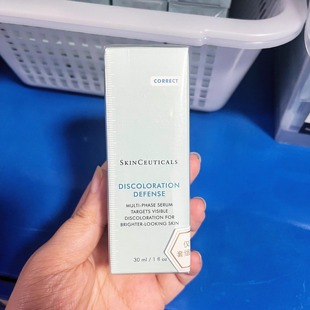 CORRECT
SKINCEUTICALS
DISCOLORATION
DEFENSE
MULTI-PHASE SERUM
TARGETS VISIBLE
DISCOLORATION FOR
BRIGHTER-LOOKING SKIN
30 ml / 1 fl oz